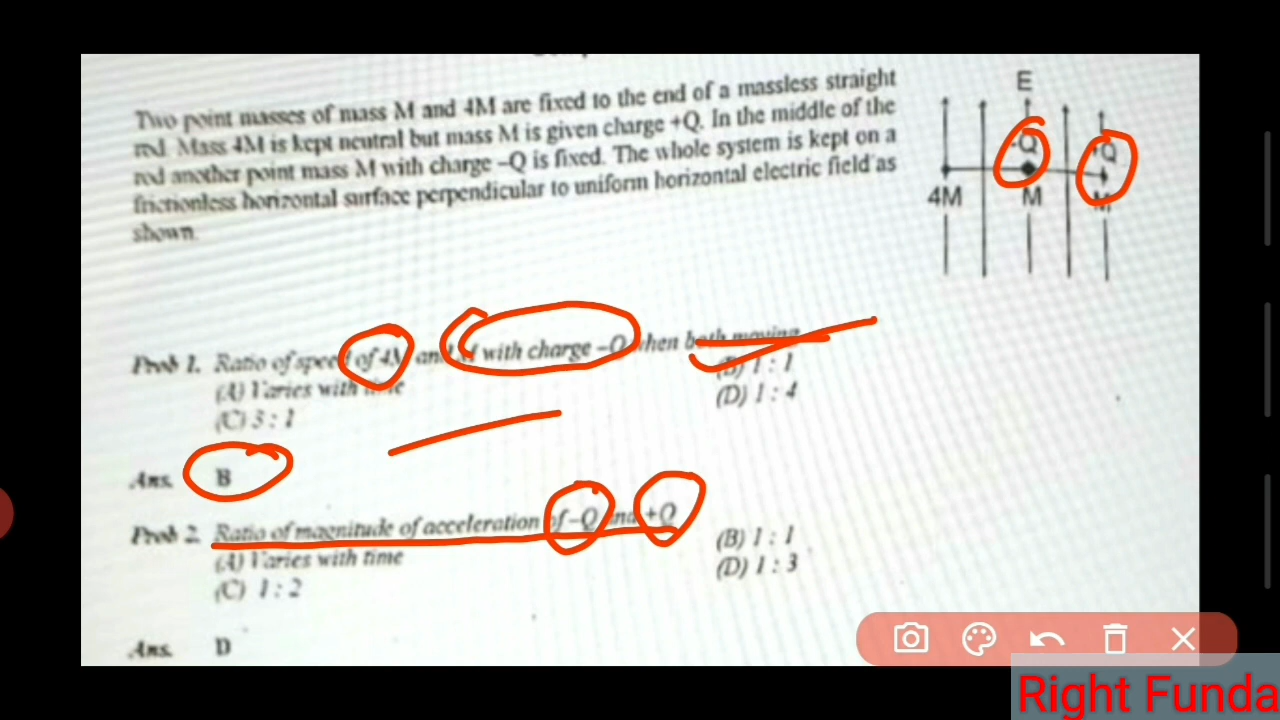 Two point masses of mass M and 4M are fixed to the end of a massless straight
rod. Mass 4M is kept neutral but mass M is given charge +Q. In the middle of the
rod another point mass M with charge –Q is fixed. The whole system is kept on a
frictionless horizontal surface perpendicular to uniform horizontal electric field as
shown.
E
-Q
+Q
4M
M
M
Prob 1. Ratio of speed of 4M and M with charge –Q when both moving
(A) Varies with time
(B) 1 : 1
(C) 3 : 1
(D) 1 : 4
Ans. B
Prob 2. Ratio of magnitude of acceleration of –Q and +Q
(A) Varies with time
(B) 1 : 1
(C) 1 : 2
(D) 1 : 3
Ans. D
Right Funda